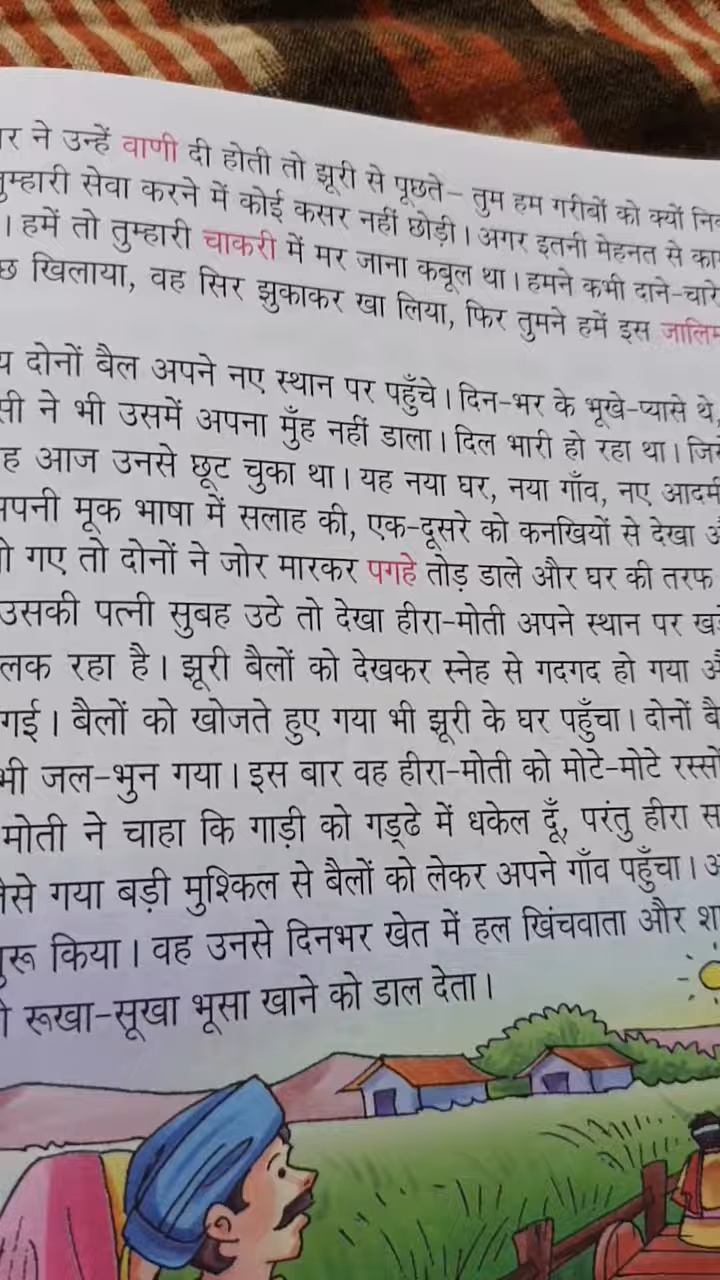 ने उन्हें वाणी दी होती तो झूरी से पूछते– तुम हम गरीबों को क्यों
तुम्हारी सेवा करने में कोई कसर नहीं छोड़ी। अगर इतनी मेहनत से
। हमें तो तुम्हारी चाकरी में मर जाना कबूल था। हमने कभी दाने-चारे
खिलाया, वह सिर झुकाकर खा लिया, फिर तुमने हमें इस
दोनों बैल अपने नए स्थान पर पहुँचे। दिन-भर के भूखे-प्यासे थे,
ने भी उसमें अपना मुँह नहीं डाला। दिल भारी हो रहा था।
आज उनसे छूट चुका था। यह नया घर, नया गाँव, नए
मूक भाषा में सलाह की, एक-दूसरे को कनखियों से देखा
गए तो दोनों ने जोर मारकर पगहे तोड़ डाले और घर की तरफ
उसकी पत्नी सुबह उठे तो देखा हीरा-मोती अपने स्थान पर
रहा है। झूरी बैलों को देखकर स्नेह से गदगद हो गया
गई। बैलों को खोजते हुए गया भी झूरी के घर पहुँचा। दोनों
भी जल-भुन गया। इस बार वह हीरा-मोती को मोटे-मोटे
मोती ने चाहा कि गाड़ी को गड्ढे में धकेल दूँ, परंतु हीरा
गया बड़ी मुश्किल से बैलों को लेकर अपने गाँव पहुँचा।
किया। वह उनसे दिनभर खेत में हल खिंचवाता और
रूखा-सूखा भूसा खाने को डाल देता।